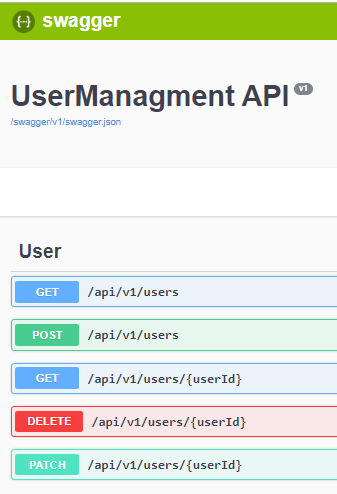 {··} swagger
UserManagment API v1
/swagger/v1/swagger.json
User
GET /api/v1/users
POST /api/v1/users
GET /api/v1/users/{userId}
DELETE /api/v1/users/{userId}
PATCH /api/v1/users/{userId}